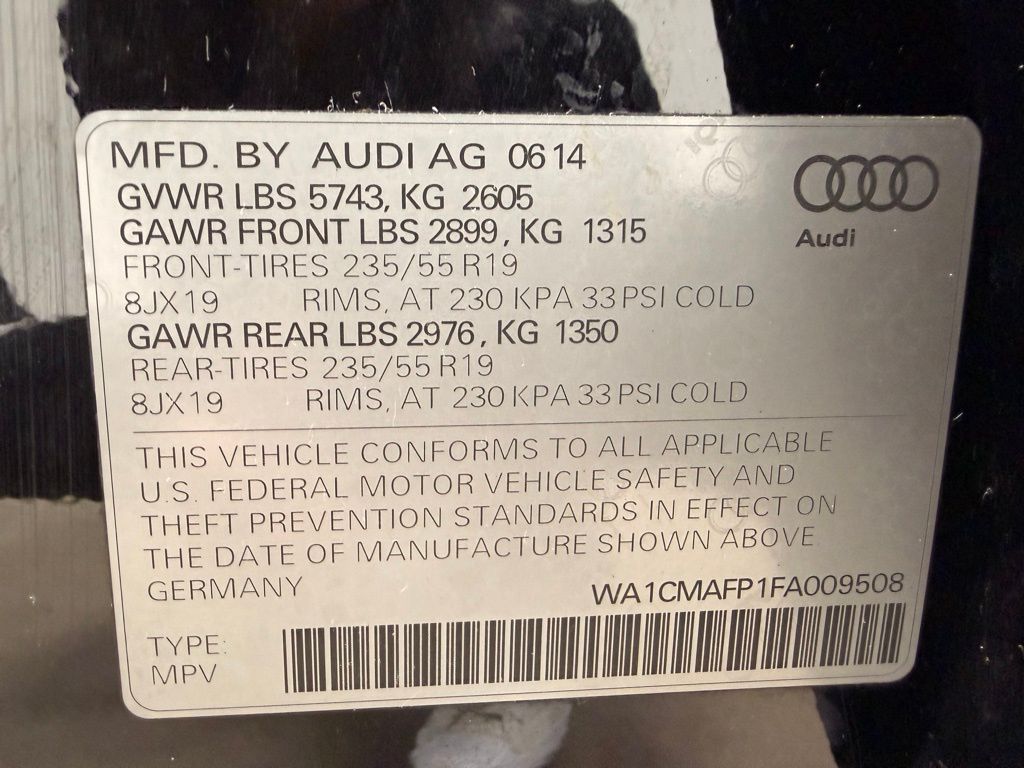 MFD. BY AUDI AG 0614
GVWR LBS 5743, KG 2605
GAWR FRONT LBS 2899, KG 1315
FRONT-TIRES 235/55 R19
8JX19 RIMS, AT 230 KPA 33 PSI COLD
GAWR REAR LBS 2976, KG 1350
REAR-TIRES 235/55 R19
8JX19 RIMS, AT 230 KPA 33 PSI COLD
Audi
THIS VEHICLE CONFORMS TO ALL APPLICABLE
U.S. FEDERAL MOTOR VEHICLE SAFETY AND
THEFT PREVENTION STANDARDS IN EFFECT ON
THE DATE OF MANUFACTURE SHOWN ABOVE.
GERMANY WA1CMAFP1FA009508
TYPE:
MPV